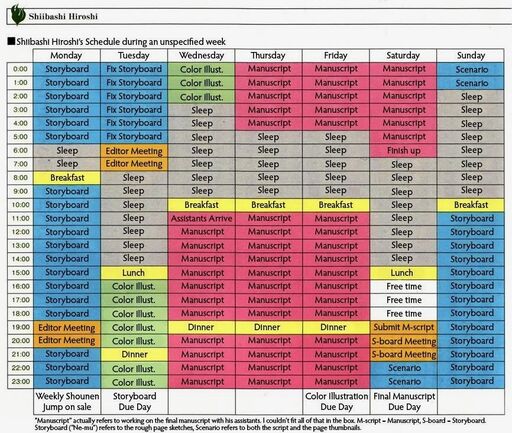 Shiibashi Hiroshi
■Shiibashi Hiroshi's Schedule during an unspecified week
Monday Tuesday Wednesday Thursday Friday Saturday Sunday
0:00 Storyboard Fix Storyboard Color Illust. Manuscript Manuscript Manuscript Scenario
1:00 Storyboard Fix Storyboard Color Illust. Manuscript Manuscript Manuscript Scenario
2:00 Storyboard Fix Storyboard Color Illust. Manuscript Manuscript Manuscript Sleep
3:00 Storyboard Fix Storyboard Sleep Manuscript Manuscript Manuscript Sleep
4:00 Storyboard Fix Storyboard Sleep Manuscript Manuscript Manuscript Sleep
5:00 Storyboard Fix Storyboard Sleep Sleep Sleep Manuscript Sleep
6:00 Sleep Editor Meeting Sleep Sleep Sleep Finish up Sleep
7:00 Sleep Editor Meeting Sleep Sleep Sleep Sleep Sleep
8:00 Breakfast Sleep Sleep Sleep Sleep Sleep Sleep
9:00 Storyboard Sleep Sleep Sleep Sleep Sleep Sleep
10:00 Storyboard Sleep Breakfast Breakfast Breakfast Sleep Breakfast
11:00 Storyboard Sleep Assistants Arrive Manuscript Manuscript Sleep Storyboard
12:00 Storyboard Sleep Manuscript Manuscript Manuscript Sleep Storyboard
13:00 Storyboard Sleep Manuscript Manuscript Manuscript Sleep Storyboard
14:00 Storyboard Sleep Manuscript Manuscript Manuscript Sleep Storyboard
15:00 Storyboard Lunch Manuscript Manuscript Manuscript Lunch Storyboard
16:00 Storyboard Color Illust. Manuscript Manuscript Manuscript Free time Storyboard
17:00 Storyboard Color Illust. Manuscript Manuscript Manuscript Free time Storyboard
18:00 Storyboard Color Illust. Manuscript Manuscript Manuscript Free time Storyboard
19:00 Editor Meeting Color Illust. Dinner Dinner Dinner Submit M-script Storyboard
20:00 Editor Meeting Color Illust. Manuscript Manuscript Manuscript S-board Meeting Storyboard
21:00 Storyboard Dinner Manuscript Manuscript Manuscript S-board Meeting Storyboard
22:00 Storyboard Color Illust. Manuscript Manuscript Manuscript Scenario Storyboard
23:00 Storyboard Color Illust. Manuscript Manuscript Manuscript Scenario Storyboard
Weekly Shounen Storyboard Color Illustration Final Manuscript
Jump on sale Due Day Due Day Due Day
"Manuscript" actually refers to working on the final manuscript with his assistants. I couldn't fit all of that in the box. M-script = Manuscript, S-board = Storyboard.
Storyboard ("Ne-mu") refers to the rough page sketches, Scenario refers to both the script and the page thumbnails.